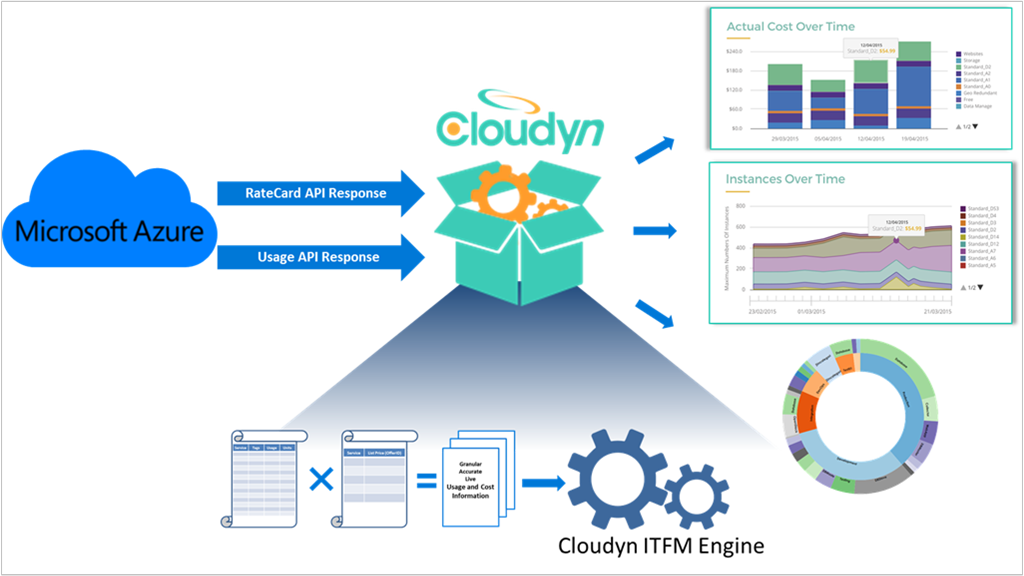 Microsoft Azure
RateCard API Response
Usage API Response
Cloudyn
Actual Cost Over Time
$240.0
$180.0
$120.0
$60.0
$0.0
12/04/2015
Standard_D2: $54.99
29/03/2015 05/04/2015 12/04/2015 19/04/2015
Websites
Storage
Standard_D2
Standard_A2
Standard_A1
Standard_A0
Geo Redundant
Free
Data Manage
1/2
Instances Over Time
Maximum Numbers Of Instances
800
600
400
200
0
12/04/2015
Standard_D2: $54.99
23/02/2015 01/03/2015 21/03/2015
Standard_D13
Standard_D4
Standard_D3
Standard_D2
Standard_D14
Standard_D12
Standard_A7
Standard_A6
Standard_A5
1/2
Service Tags Usage Units
Service List Price (OfferID)
Granular
Accurate
Live
Usage and Cost
Information
Cloudyn ITFM Engine